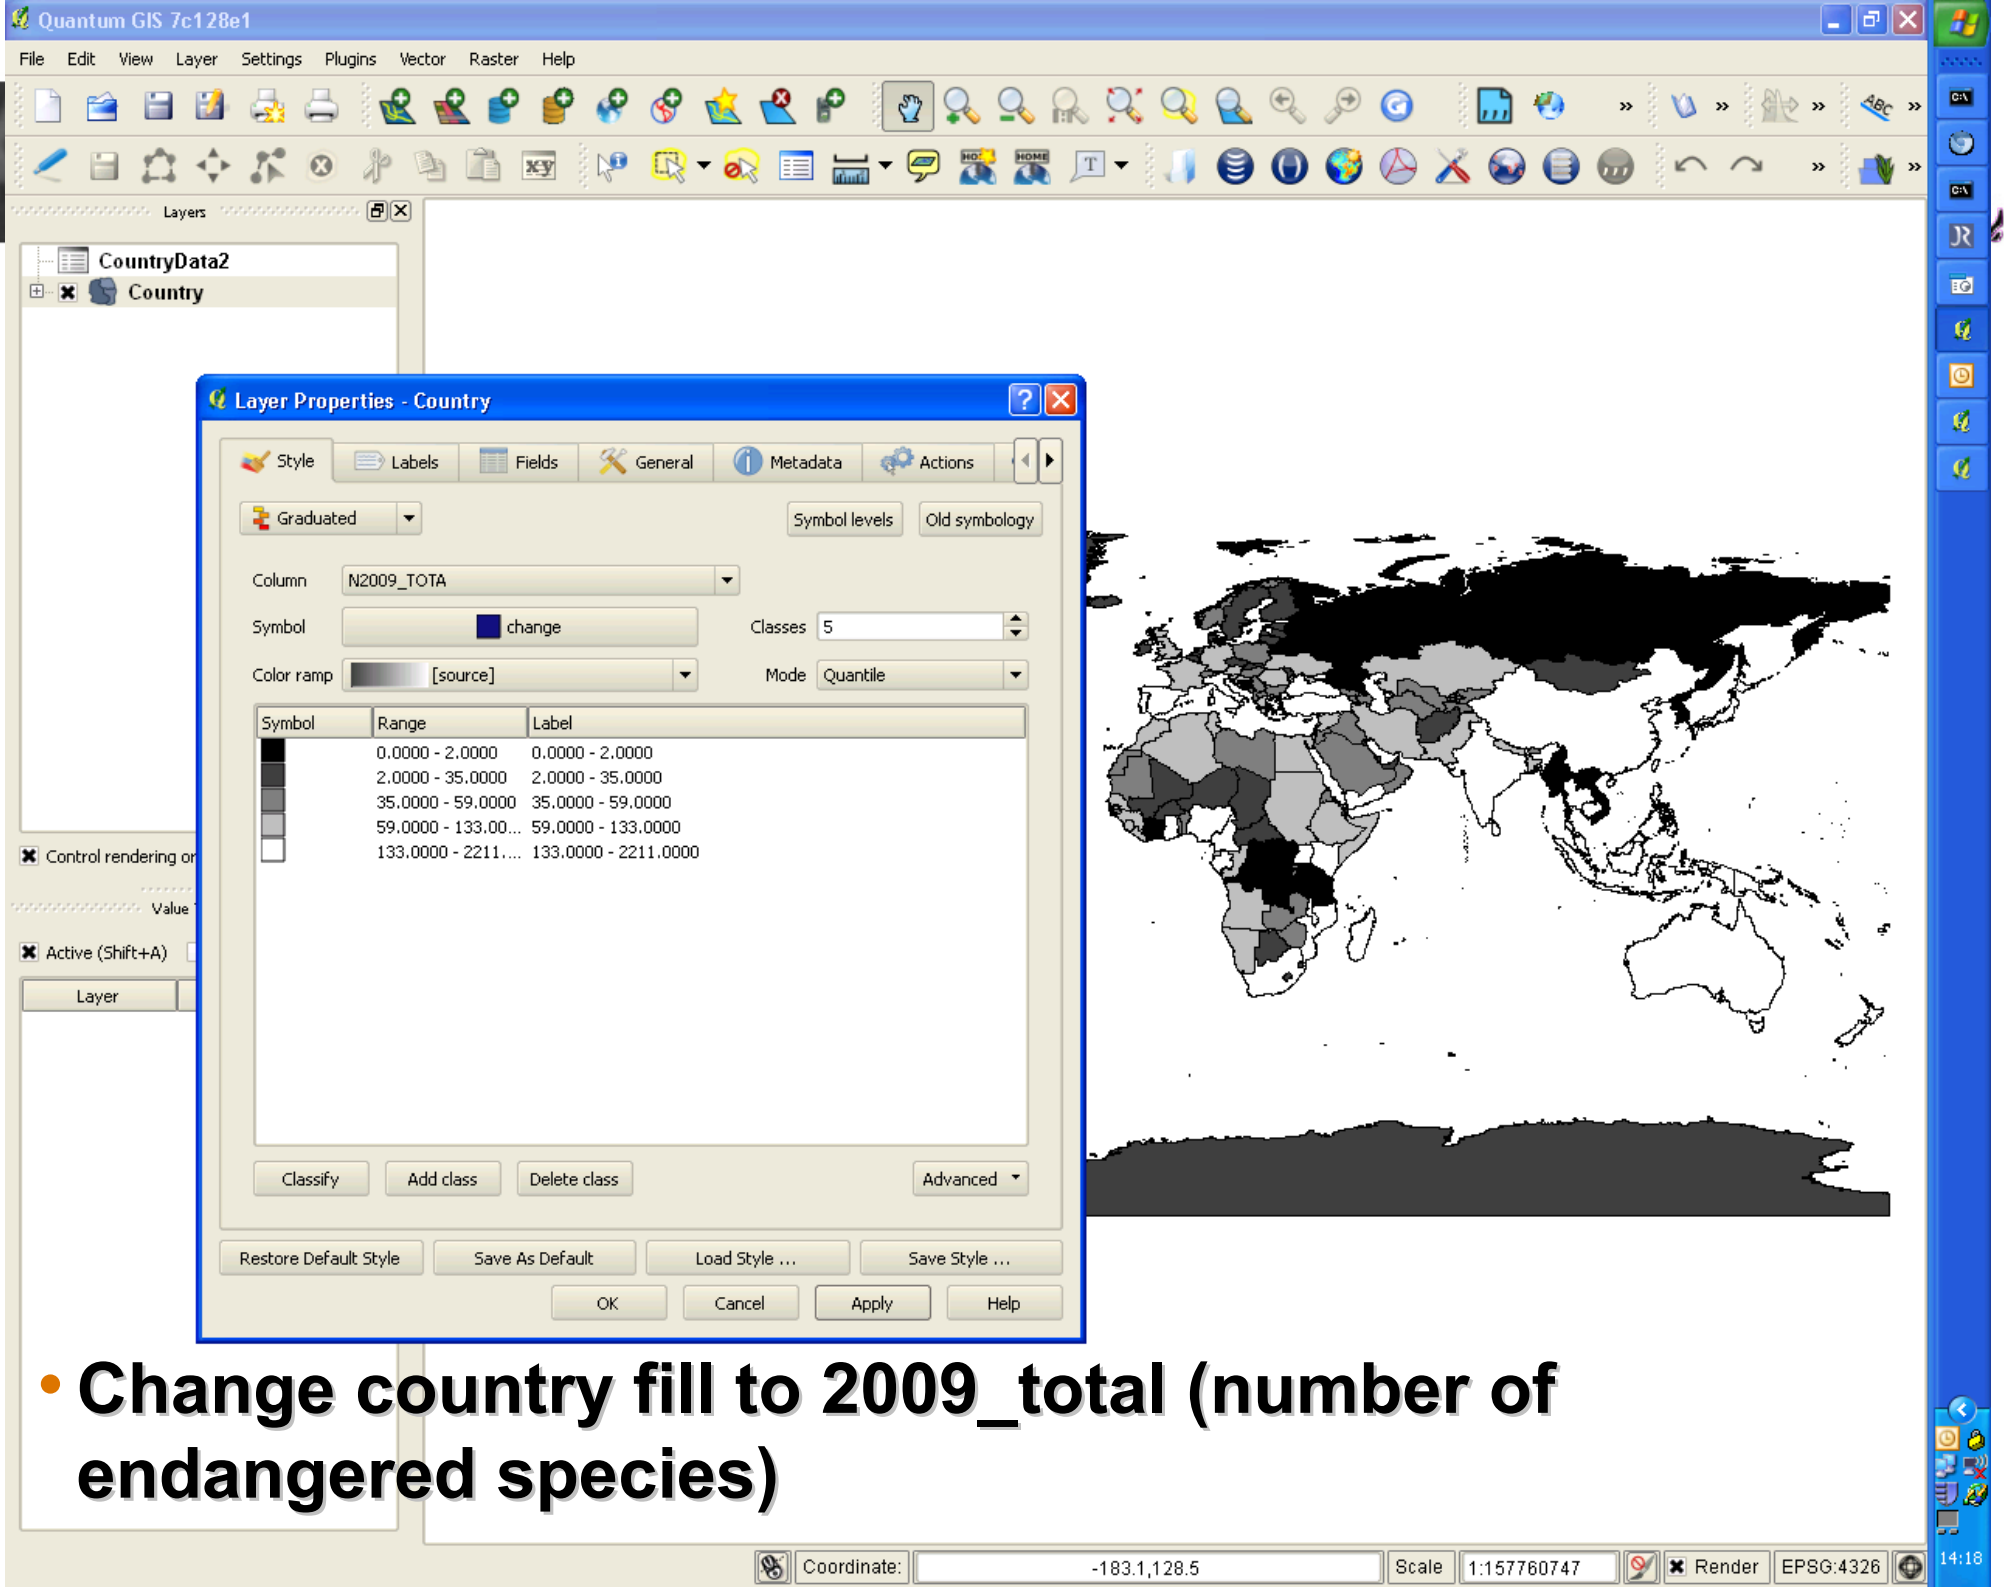 Quantum GIS 7c128e1
File Edit View Layer Settings Plugins Vector Raster Help
Layers
CountryData2
Country
Layer Properties - Country
Style Labels Fields General Metadata Actions
Graduated Symbol levels Old symbology
Column N2009_TOTA
Symbol change Classes 5
Color ramp [source] Mode Quantile
Symbol Range Label
0.0000 - 2.0000 0.0000 - 2.0000
2.0000 - 35.0000 2.0000 - 35.0000
35.0000 - 59.0000 35.0000 - 59.0000
59.0000 - 133.00... 59.0000 - 133.0000
133.0000 - 2211.... 133.0000 - 2211.0000
Control rendering or
Value
Active (Shift+A)
Layer
Classify Add class Delete class Advanced
Restore Default Style Save As Default Load Style ... Save Style ...
OK Cancel Apply Help
• Change country fill to 2009_total (number of
endangered species)
Coordinate: -183.1,128.5 Scale 1:157760747 Render EPSG:4326
14:18